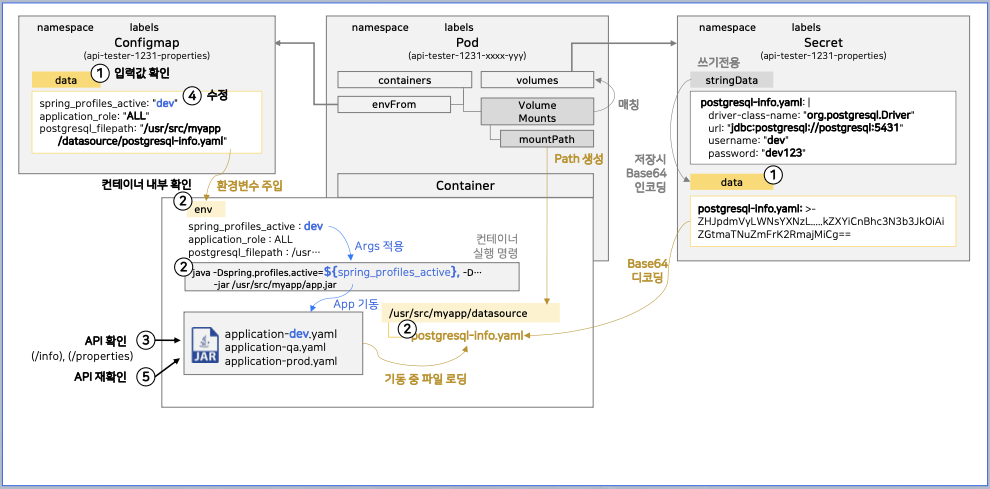 namespace labels
Configmap
(api-tester-1231-properties)
data
① 입력값 확인
spring_profiles_active: "dev"
④ 수정
application_role: "ALL"
postgresql_filepath: "/usr/src/myapp
/datasource/postgresql-info.yaml"
namespace labels
Pod
(api-tester-1231-xxxx-yyy)
containers
volumes
envFrom
Volume
Mounts
mountPath
매칭
Path 생성
Container
namespace labels
Secret
(api-tester-1231-properties)
쓰기전용
stringData
postgresql-info.yaml: |
driver-class-name: "org.postgresql.Driver"
url: "jdbc:postgresql://postgresql:5431"
username: "dev"
password: "dev123"
저장시
Base64
인코딩
data
①
postgresql-info.yaml: >-
ZHJpdmVyLWNsYXNzL.....kZXYiCnBhc3N3b3JkOiAi
ZGtmaTNuZmFrK2RmajMiCg==
Base64
디코딩
컨테이너 내부 확인
환경변수 주입
②
env
spring_profiles_active : dev
application_role : ALL
postgresql_filepath : /usr…
Args 적용
컨테이너
실행 명령
②
java -Dspring.profiles.active=${spring_profiles_active}, -D…
-jar /usr/src/myapp/app.jar
App 기동
/usr/src/myapp/datasource
②
postgresql-info.yaml
JAR
application-dev.yaml
application-qa.yaml
application-prod.yaml
기동 중 파일 로딩
API 확인 ③
(/info), (/properties)
API 재확인 ⑤